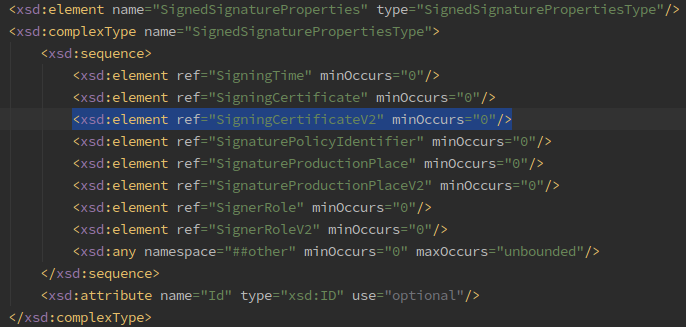 <xsd:element name="SignedSignatureProperties" type="SignedSignaturePropertiesType"/>
<xsd:complexType name="SignedSignaturePropertiesType">
<xsd:sequence>
<xsd:element ref="SigningTime" minOccurs="0"/>
<xsd:element ref="SigningCertificate" minOccurs="0"/>
<xsd:element ref="SigningCertificateV2" minOccurs="0"/>
<xsd:element ref="SignaturePolicyIdentifier" minOccurs="0"/>
<xsd:element ref="SignatureProductionPlace" minOccurs="0"/>
<xsd:element ref="SignatureProductionPlaceV2" minOccurs="0"/>
<xsd:element ref="SignerRole" minOccurs="0"/>
<xsd:element ref="SignerRoleV2" minOccurs="0"/>
<xsd:any namespace="##other" minOccurs="0" maxOccurs="unbounded"/>
</xsd:sequence>
<xsd:attribute name="Id" type="xsd:ID" use="optional"/>
</xsd:complexType>